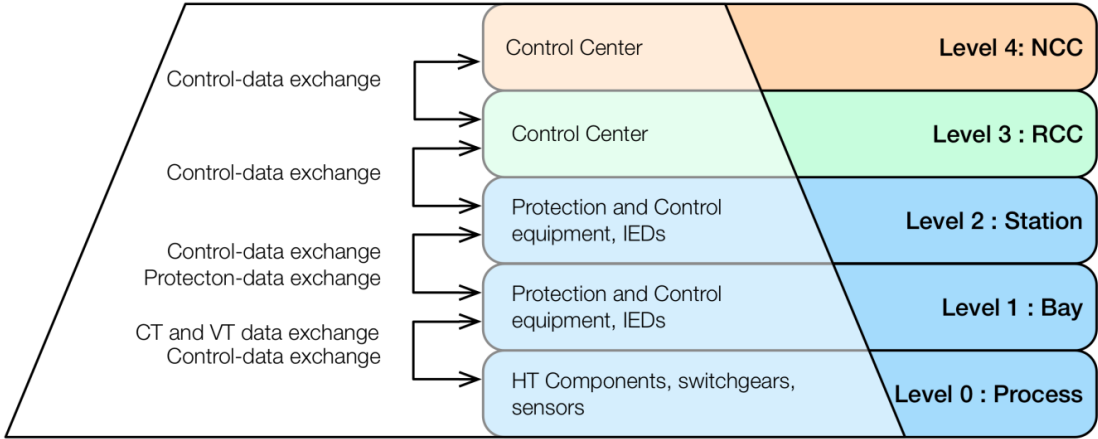 Control Center
Level 4: NCC
Control-data exchange
Control Center
Level 3 : RCC
Control-data exchange
Protection and Control
equipment, IEDs
Level 2 : Station
Control-data exchange
Protecton-data exchange
Protection and Control
equipment, IEDs
Level 1 : Bay
CT and VT data exchange
Control-data exchange
HT Components, switchgears,
sensors
Level 0 : Process